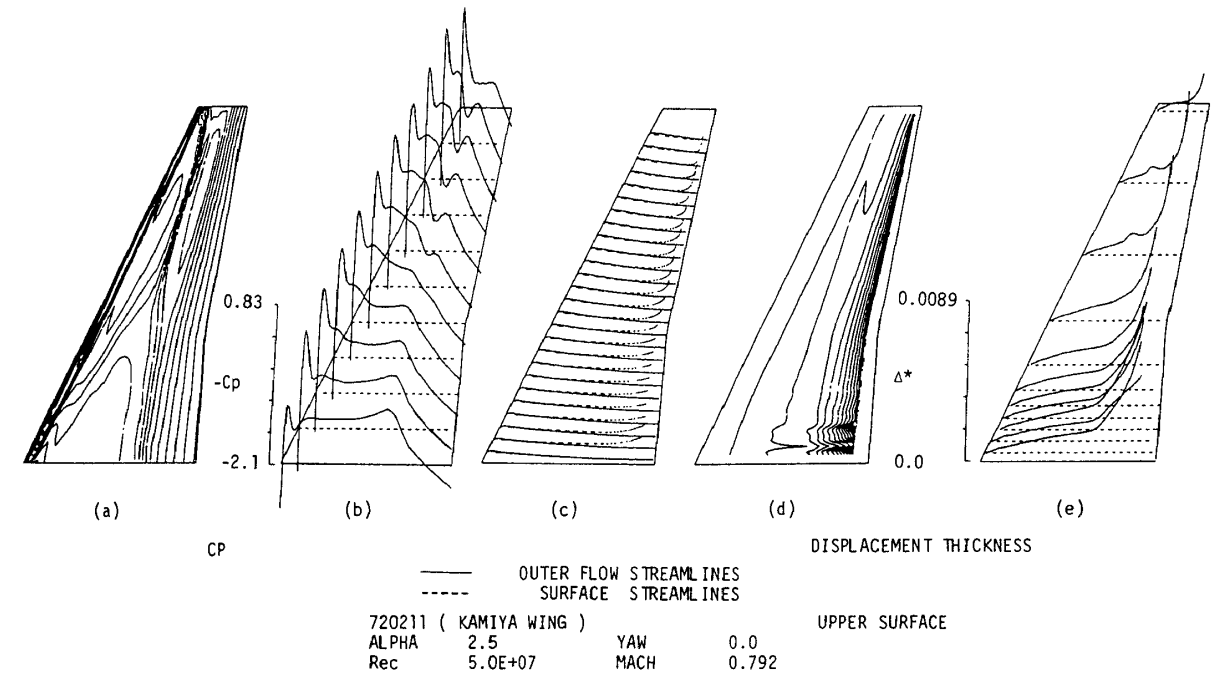 0.83
-Cp
-2.1
0.0089
Δ*
0.0
(a) (b) (c) (d) (e)
CP DISPLACEMENT THICKNESS
OUTER FLOW STREAMLINES
SURFACE STREAMLINES
720211 ( KAMIYA WING ) UPPER SURFACE
ALPHA 2.5 YAW 0.0
Rec 5.0E+07 MACH 0.792